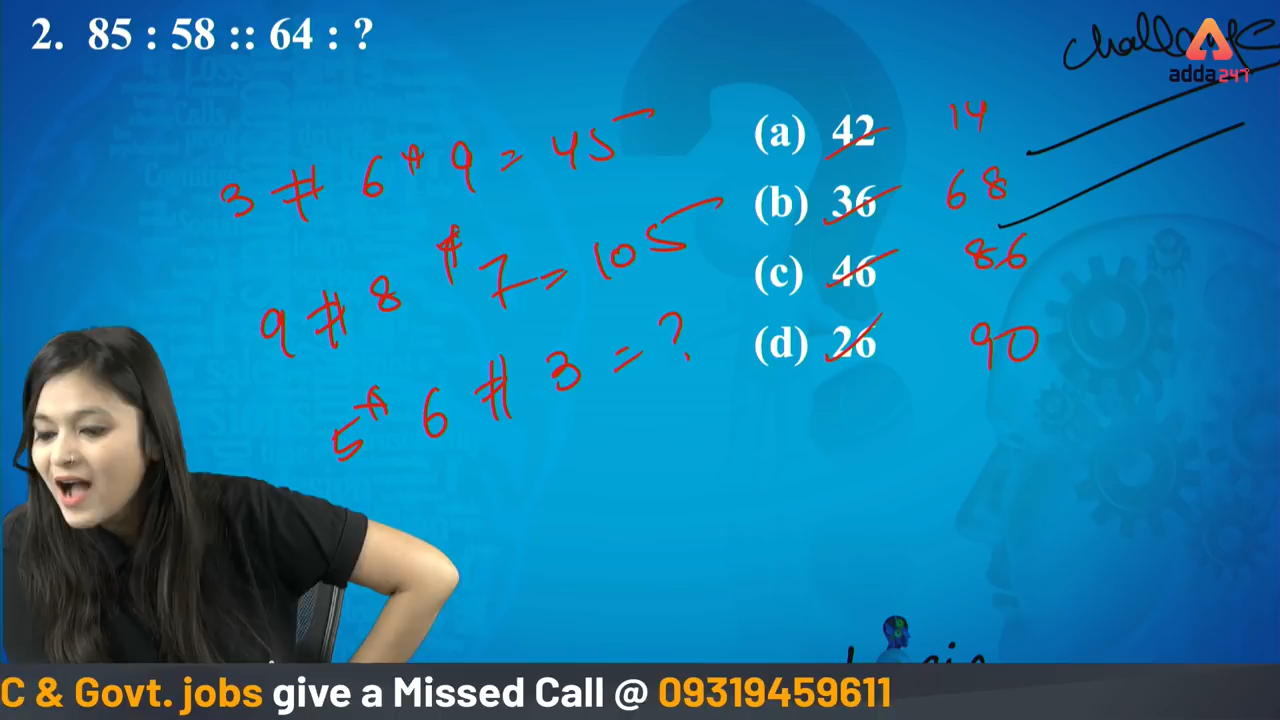 2. 85 : 58 :: 64 : ?
challenge
adda247
(a) 42
(b) 36
(c) 46
(d) 26
14
68
86
90
3 # 6 * 9 = 45
9 # 8 * 7 = 105
5 * 6 # 3 = ?
C & Govt. jobs give a Missed Call @ 09319459611